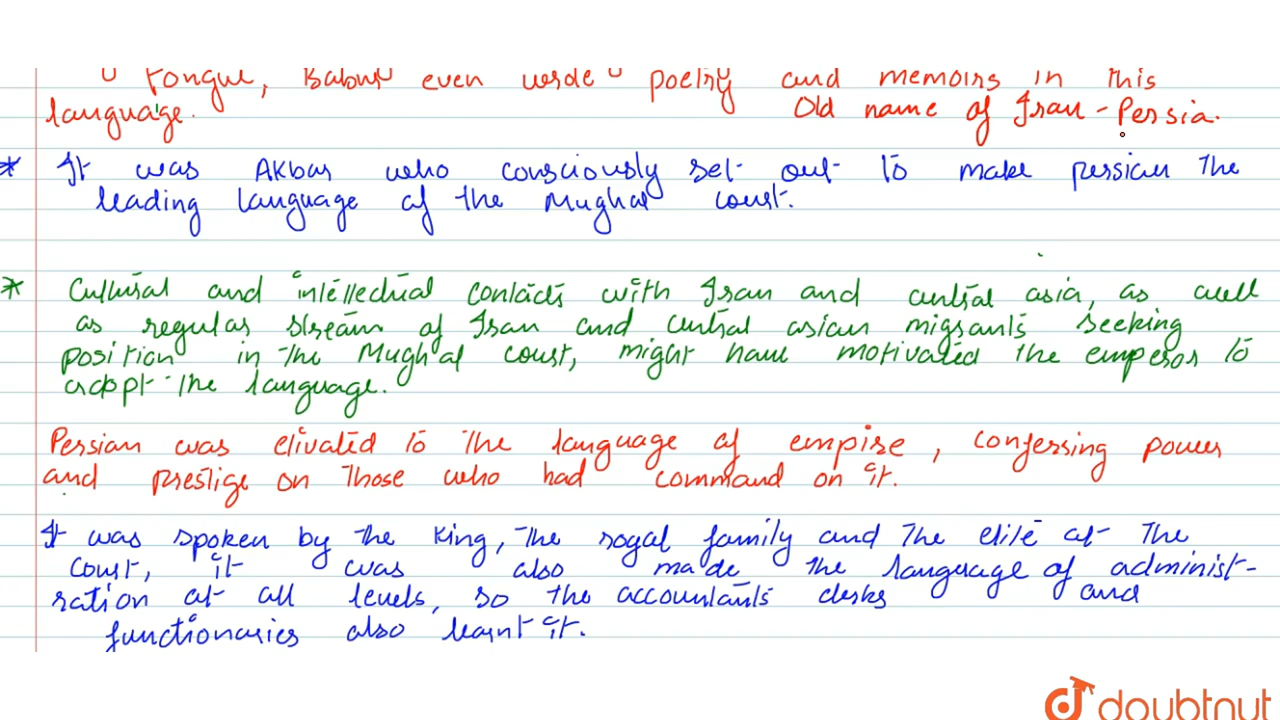 tongue, Babur even wrote poetry and memoirs in this
language. Old name of Iran - Persia.
* It was Akbar who consciously set out to make persian the
leading language of the Mughal court.
* Cultural and intellectual contacts with Iran and central asia, as well
as regular stream of Iran and central asian migrants seeking
position in the Mughal court, might have motivated the emperor to
adopt the language.
Persian was elivated to the language of empire, conferring power
and prestige on those who had command on it.
It was spoken by the King, the royal family and the elite at the
court, it was also made the language of administ-
ration at all levels, so the accountants clerks and
functionaries also learnt it.
doubtnut